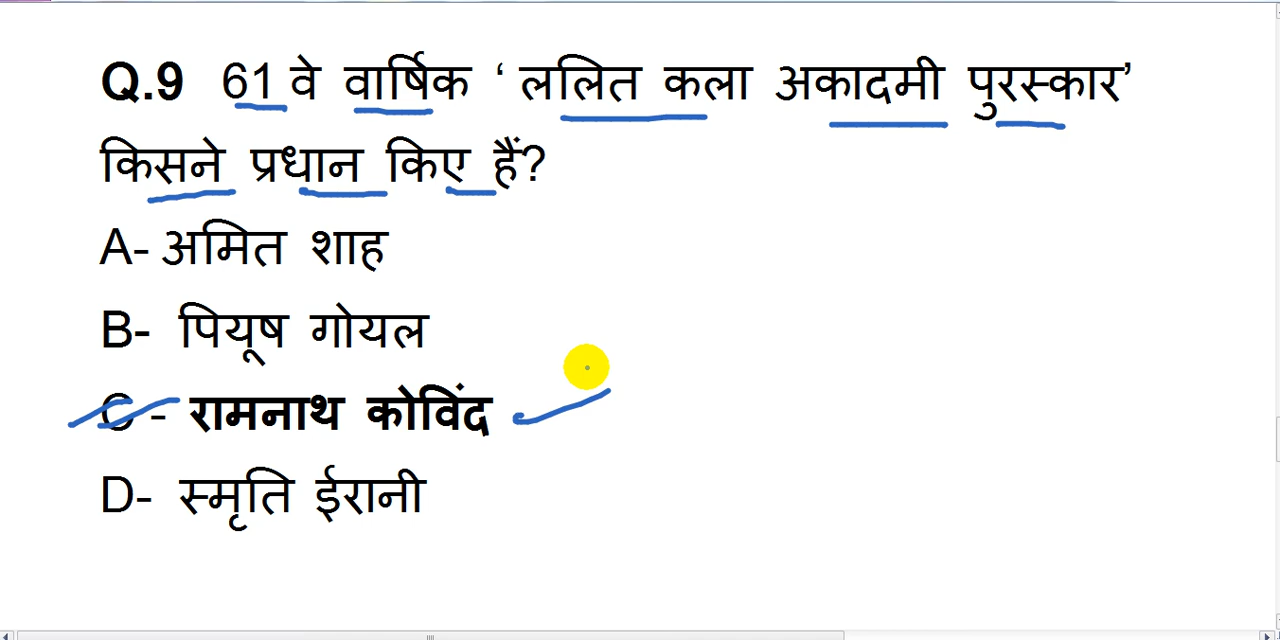 Q.9 61 वे वार्षिक ‘ ललित कला अकादमी पुरस्कार’
किसने प्रधान किए हैं?
A- अमित शाह
B- पियूष गोयल
C - रामनाथ कोविंद
D- स्मृति ईरानी